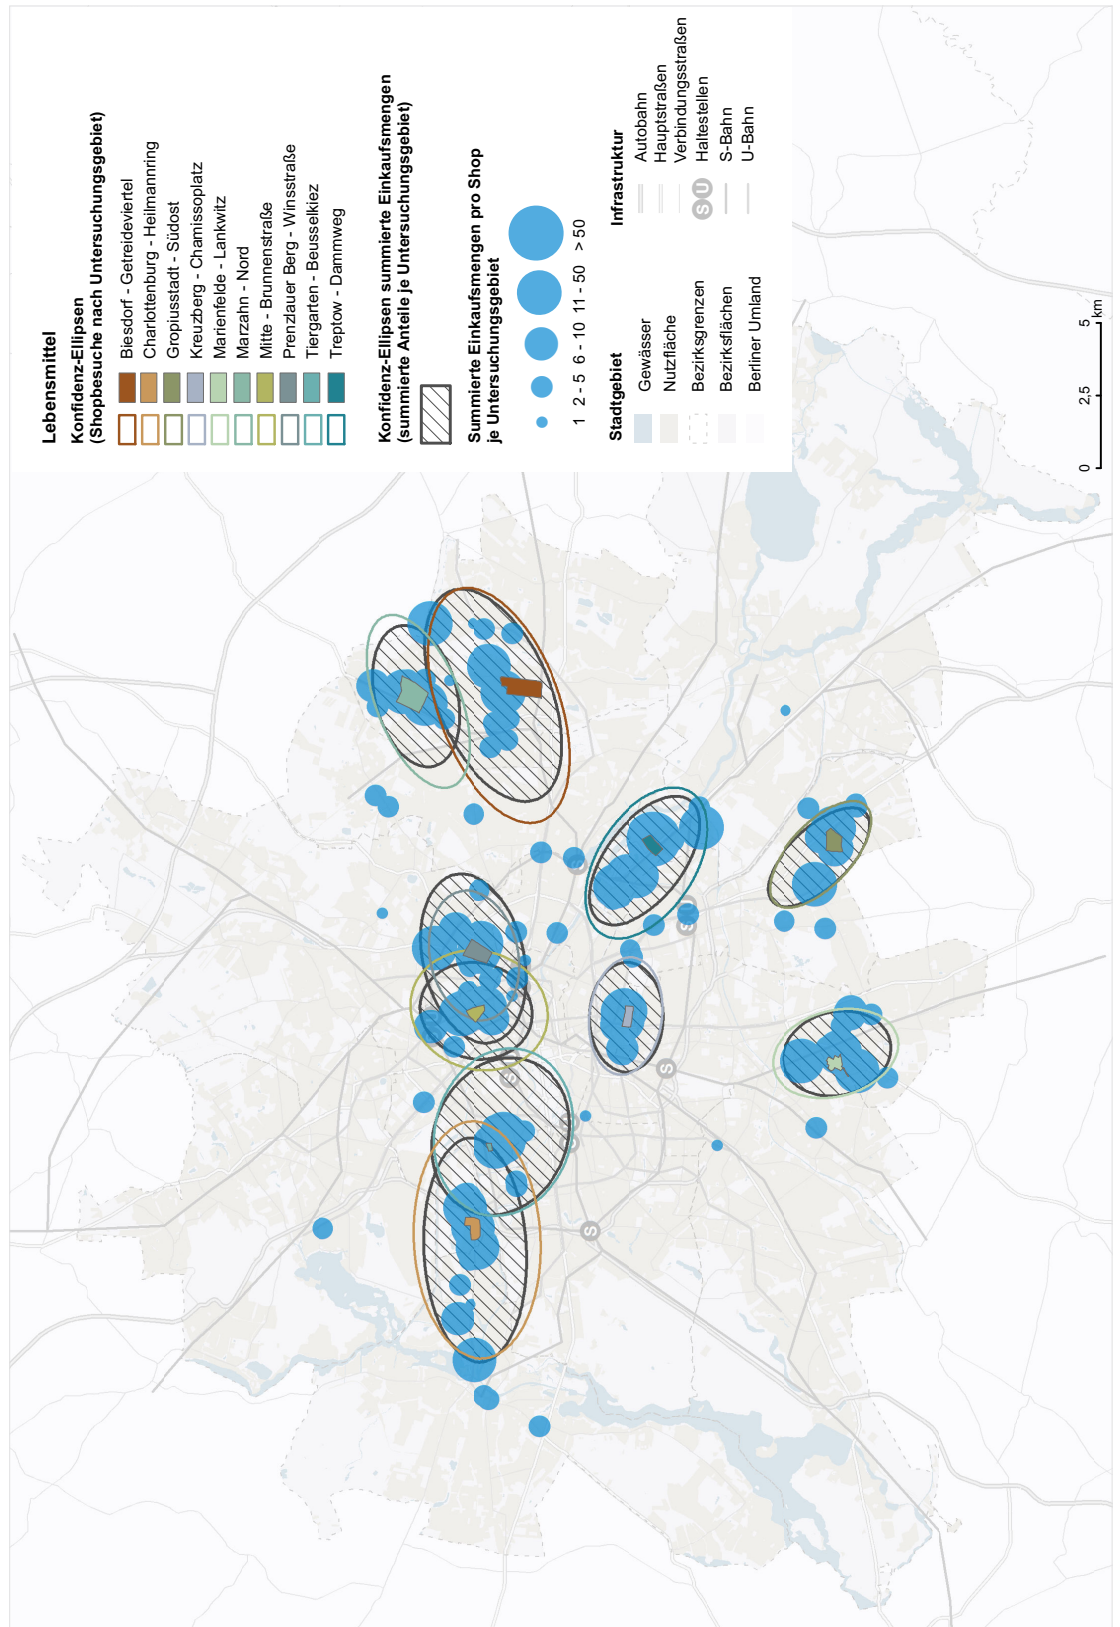 Lebensmittel
Konfidenz-Ellipsen
(Shopbesuche nach Untersuchungsgebiet)
Biesdorf - Getreideviertel
Charlottenburg - Heilmannring
Gropiusstadt - Südost
Kreuzberg - Chamissoplatz
Marienfelde - Lankwitz
Marzahn - Nord
Mitte - Brunnenstraße
Prenzlauer Berg - Winsstraße
Tiergarten - Beusselkiez
Treptow - Dammweg
Konfidenz-Ellipsen summierte Einkaufsmengen
(summierte Anteile je Untersuchungsgebiet)
Summierte Einkaufsmengen pro Shop
je Untersuchungsgebiet
1 2 - 5 6 - 10 11 - 50 > 50
Stadtgebiet
Gewässer
Nutzfläche
Bezirksgrenzen
Bezirksflächen
Berliner Umland
Infrastruktur
Autobahn
Hauptstraßen
Verbindungsstraßen
S U Haltestellen
S-Bahn
U-Bahn
0 2,5 5
km
S
S
S
S
S